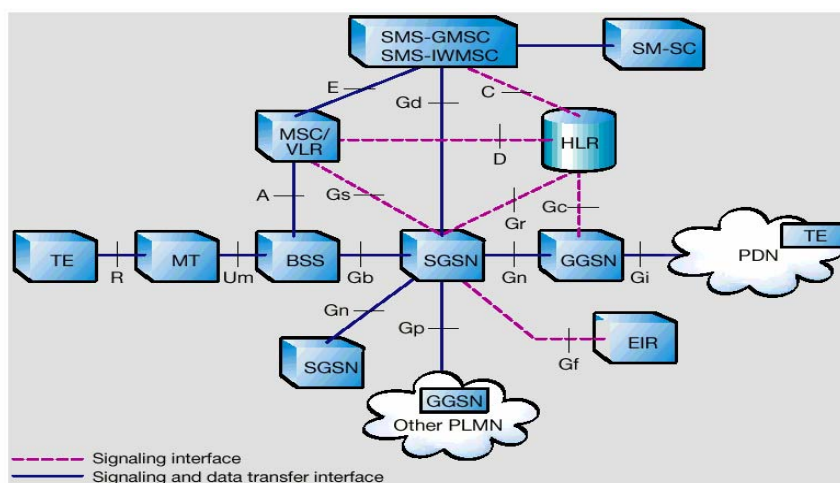 SMS-GMSC
SMS-IWMSC
SM-SC
E
Gd
C
MSC/
VLR
HLR
D
A
Gs
Gr
Gc
TE
R
MT
Um
BSS
Gb
SGSN
Gn
GGSN
Gi
PDN
TE
Gn
Gp
Gf
EIR
SGSN
GGSN
Other PLMN
Signaling interface
Signaling and data transfer interface